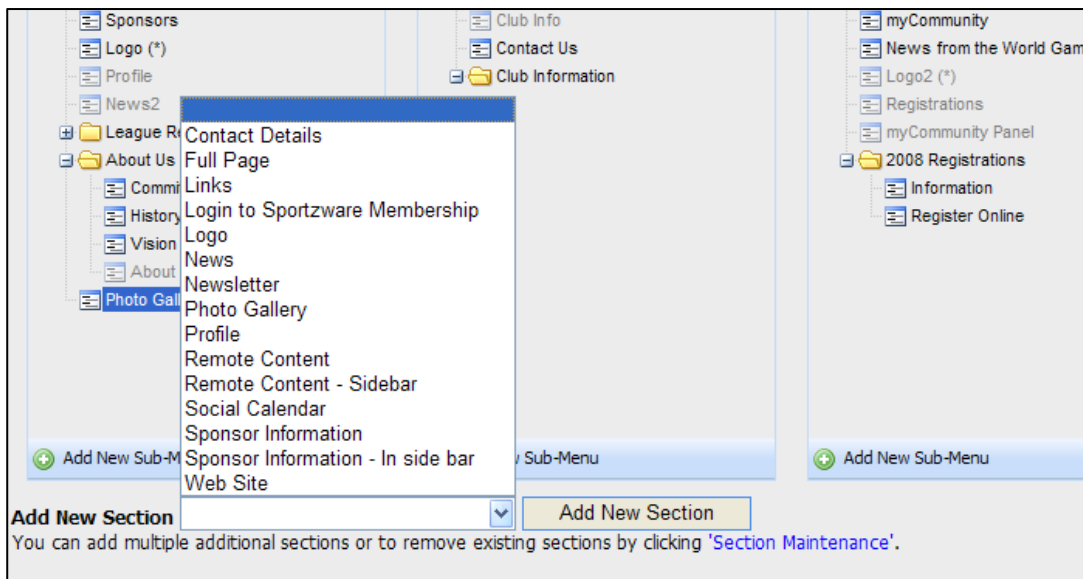 Sponsors
Logo (*)
Profile
News2
League R
About Us
Commi
History
Vision
About
Photo Gal
Club Info
Contact Us
Club Information
myCommunity
News from the World Gam
Logo2 (*)
Registrations
myCommunity Panel
2008 Registrations
Information
Register Online
Contact Details
Full Page
Links
Login to Sportzware Membership
Logo
News
Newsletter
Photo Gallery
Profile
Remote Content
Remote Content - Sidebar
Social Calendar
Sponsor Information
Sponsor Information - In side bar
Web Site
Add New Sub-M
Sub-Menu
Add New Sub-Menu
Add New Section
Add New Section
You can add multiple additional sections or to remove existing sections by clicking 'Section Maintenance'.